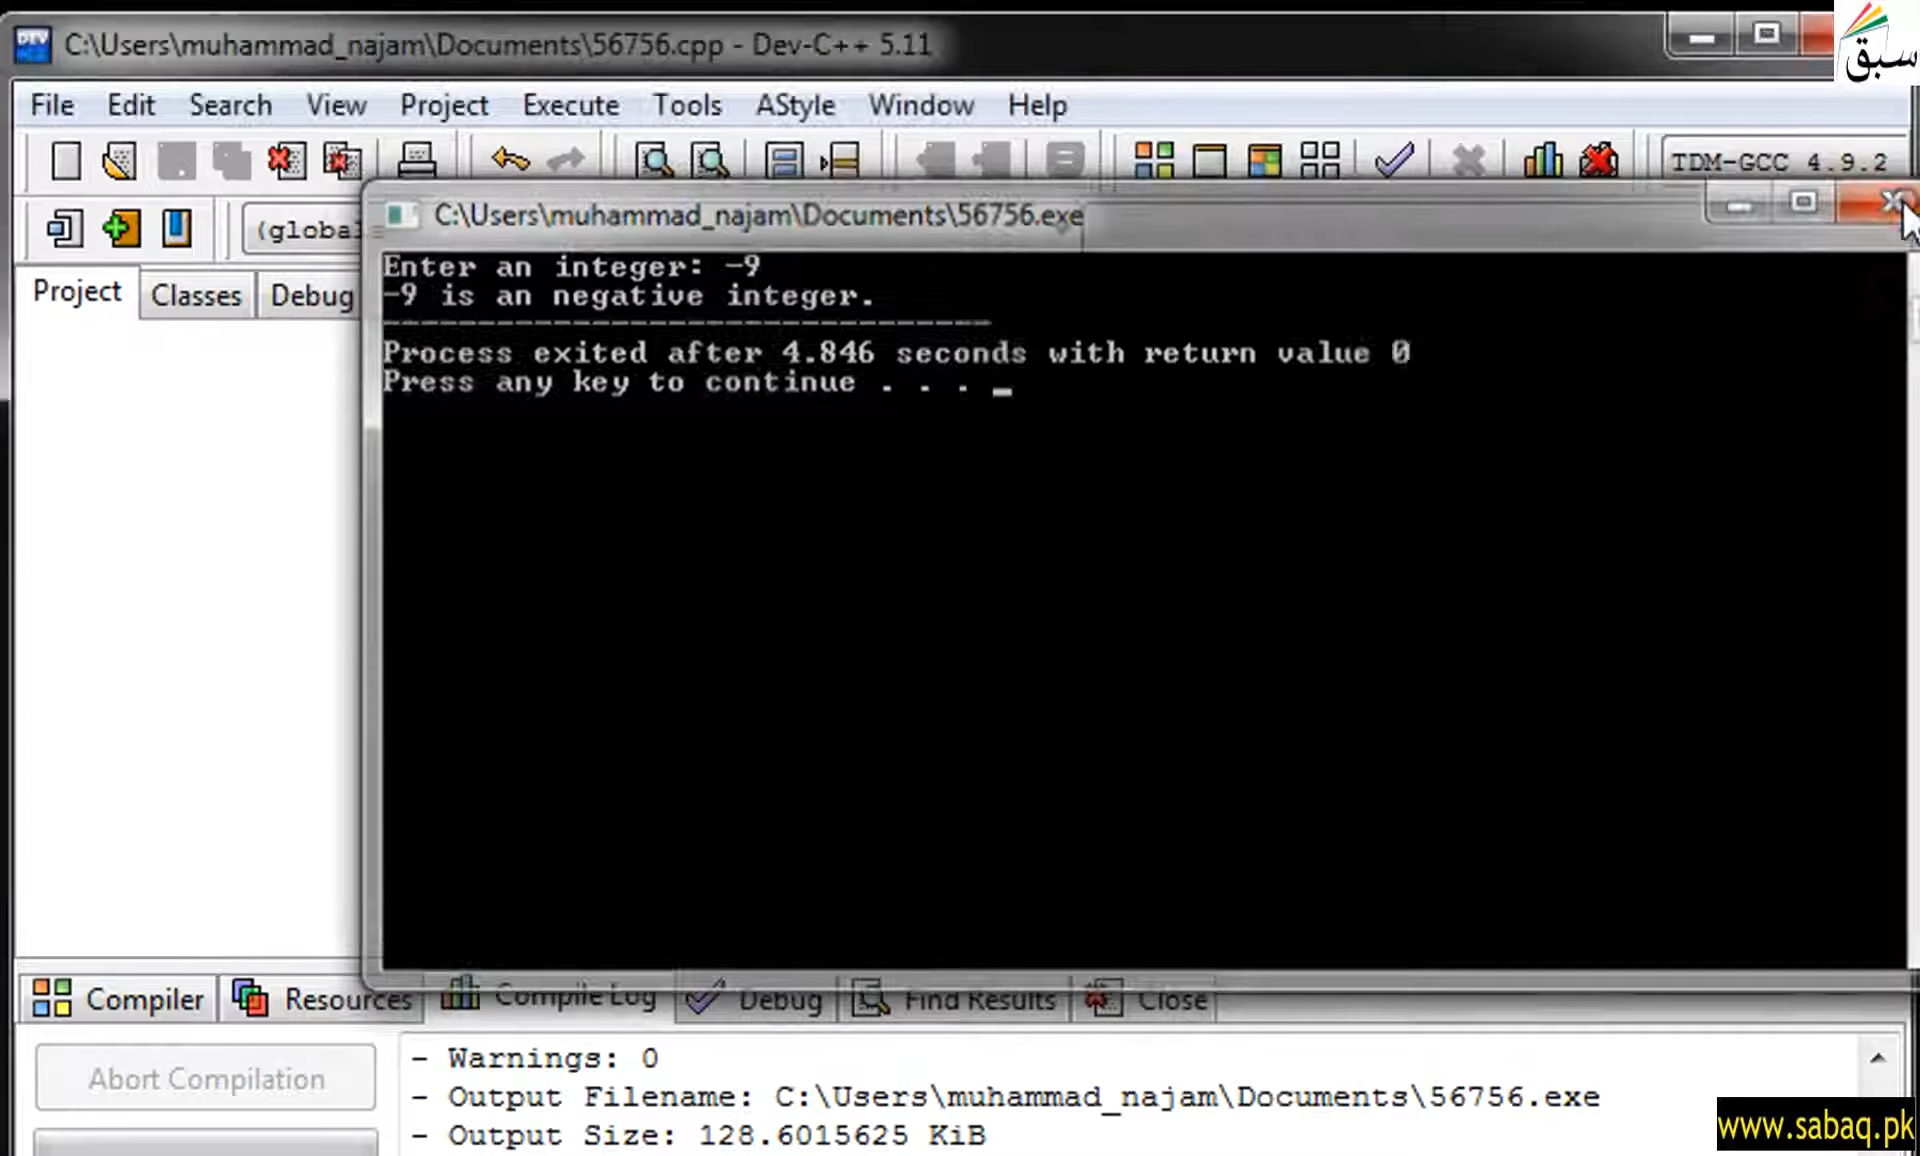 DEV C:\Users\muhammad_najam\Documents\56756.cpp - Dev-C++ 5.11
سبق
File Edit Search View Project Execute Tools AStyle Window Help
TDM-GCC 4.9.2
(global
C:\Users\muhammad_najam\Documents\56756.exe
Project Classes Debug
Enter an integer: -9
-9 is an negative integer.
--------------------------------
Process exited after 4.846 seconds with return value 0
Press any key to continue . . . _
Compiler Resources Compile Log Debug Find Results Close
Abort Compilation
- Warnings: 0
- Output Filename: C:\Users\muhammad_najam\Documents\56756.exe
- Output Size: 128.6015625 KiB
www.sabaq.pk